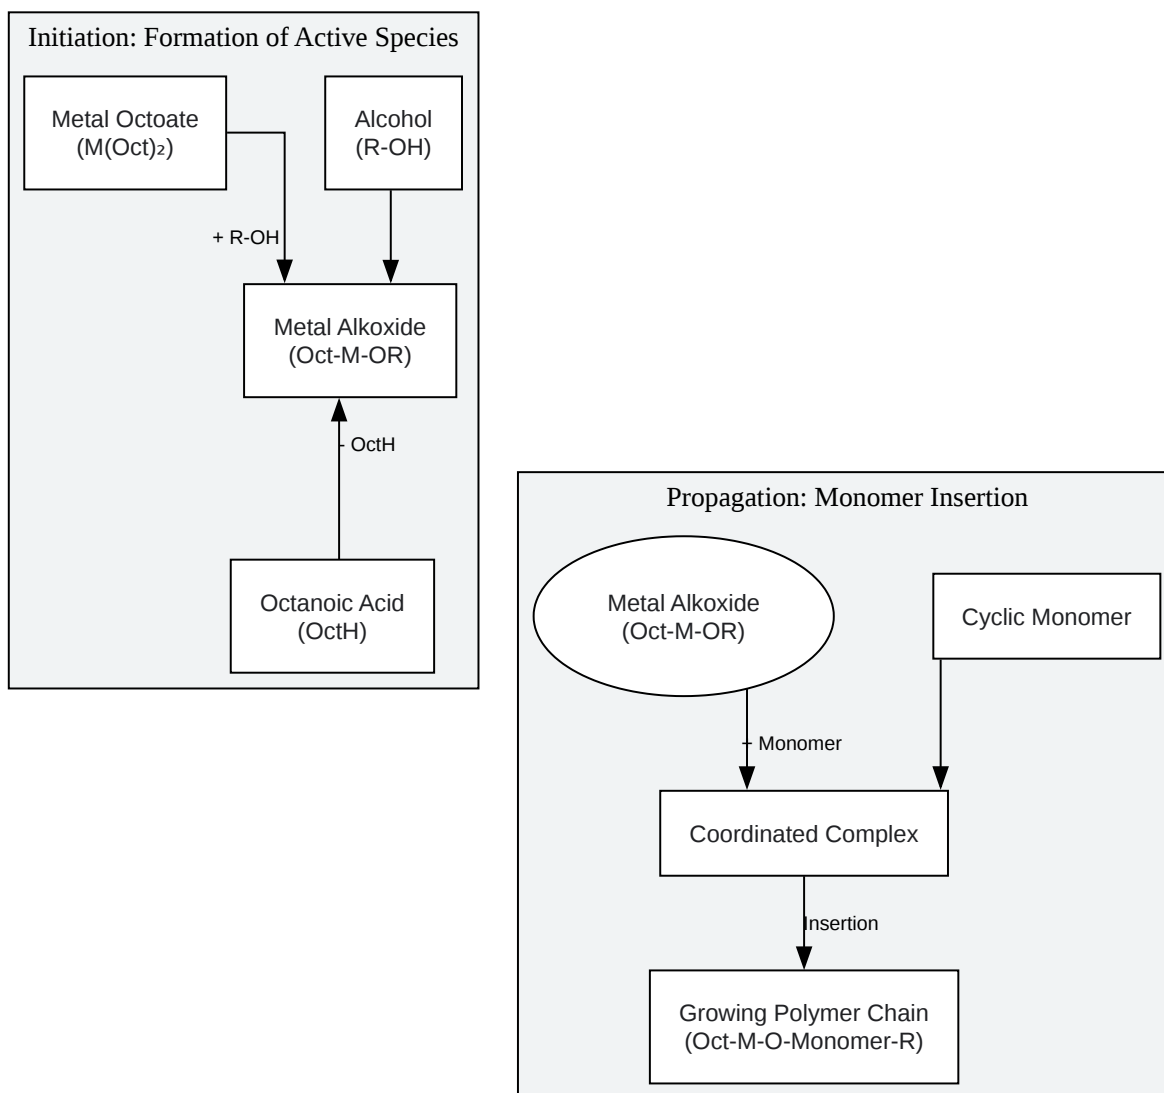 Initiation: Formation of Active Species
Metal Octoate
(M(Oct)₂)
Alcohol
(R-OH)
+ R-OH
Metal Alkoxide
(Oct-M-OR)
- OctH
Octanoic Acid
(OctH)
Propagation: Monomer Insertion
Metal Alkoxide
(Oct-M-OR)
Cyclic Monomer
+ Monomer
Coordinated Complex
Insertion
Growing Polymer Chain
(Oct-M-O-Monomer-R)